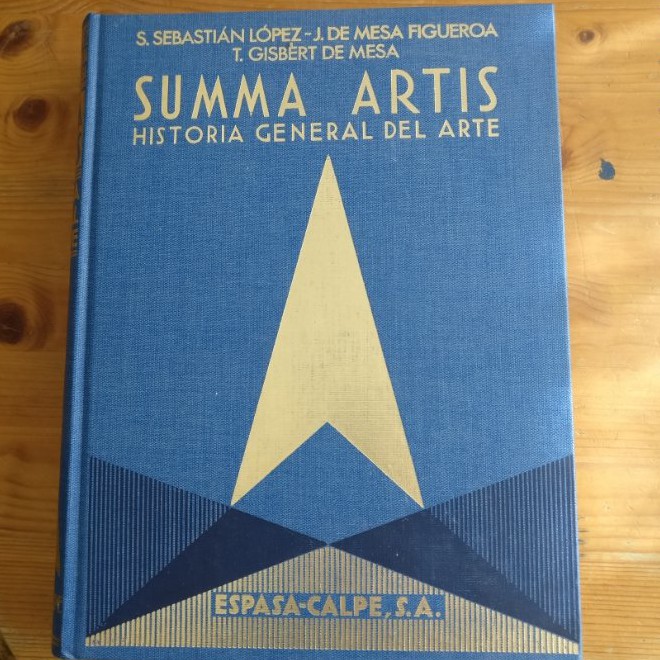 S. SEBASTIÁN LÓPEZ-J. DE MESA FIGUEROA
T. GISBERT DE MESA
SUMMA ARTIS
HISTORIA GENERAL DEL ARTE
ESPASA-CALPE, S.A.